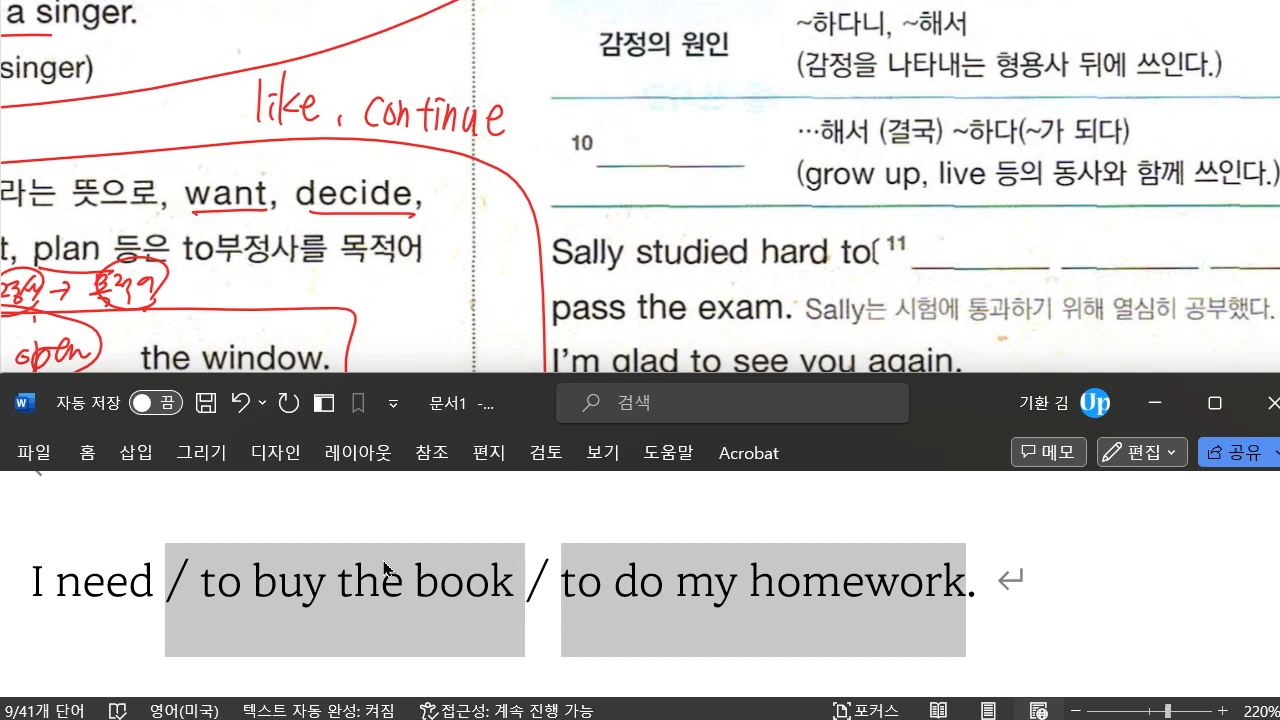 a singer.
singer)
like, continue
라는 뜻으로, want, decide,
t, plan 등은 to부정사를 목적어
→ 목적어
open
the window.
감정의 원인
~하다니, ~해서
(감정을 나타내는 형용사 뒤에 쓰인다.)
10
…해서 (결국) ~하다(~가 되다)
(grow up, live 등의 동사와 함께 쓰인다.)
Sally studied hard to( 11
pass the exam. Sally는 시험에 통과하기 위해 열심히 공부했다.
I'm glad to see you again.
자동 저장 끔 문서1 -... 검색 기환 김 Up
파일 홈 삽입 그리기 디자인 레이아웃 참조 편지 검토 보기 도움말 Acrobat 메모 편집 공유
I need / to buy the book / to do my homework.
9/41개 단어 영어(미국) 텍스트 자동 완성: 켜짐 접근성: 계속 진행 가능 포커스 220%